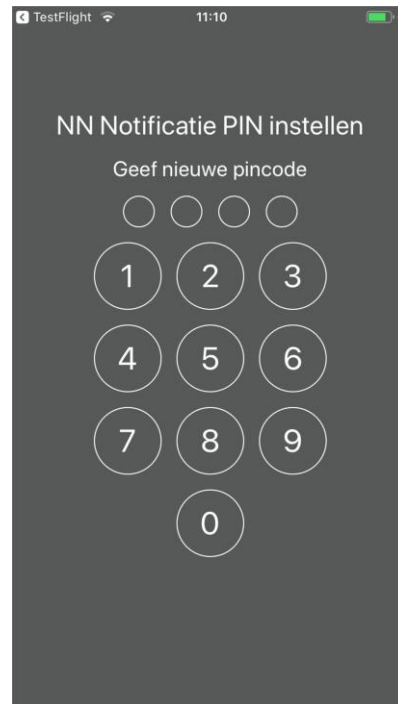 TestFlight 11:10
NN Notificatie PIN instellen
Geef nieuwe pincode
1 2 3
4 5 6
7 8 9
0